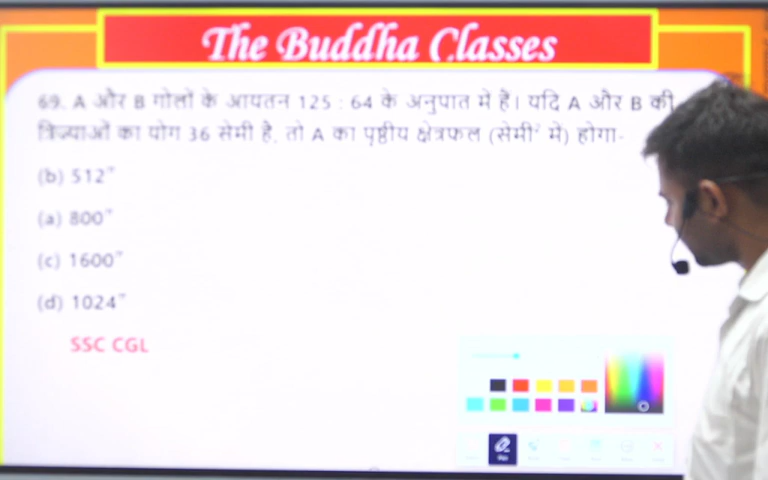 The Buddha Classes
69. A और B गोलों के आयतन 125 : 64 के अनुपात में है। यदि A और B की
त्रिज्याओं का योग 36 सेमी है, तो A का पृष्ठीय क्षेत्रफल (सेमी² में) होगा-
(b) 512π
(a) 800π
(c) 1600π
(d) 1024π
SSC CGL